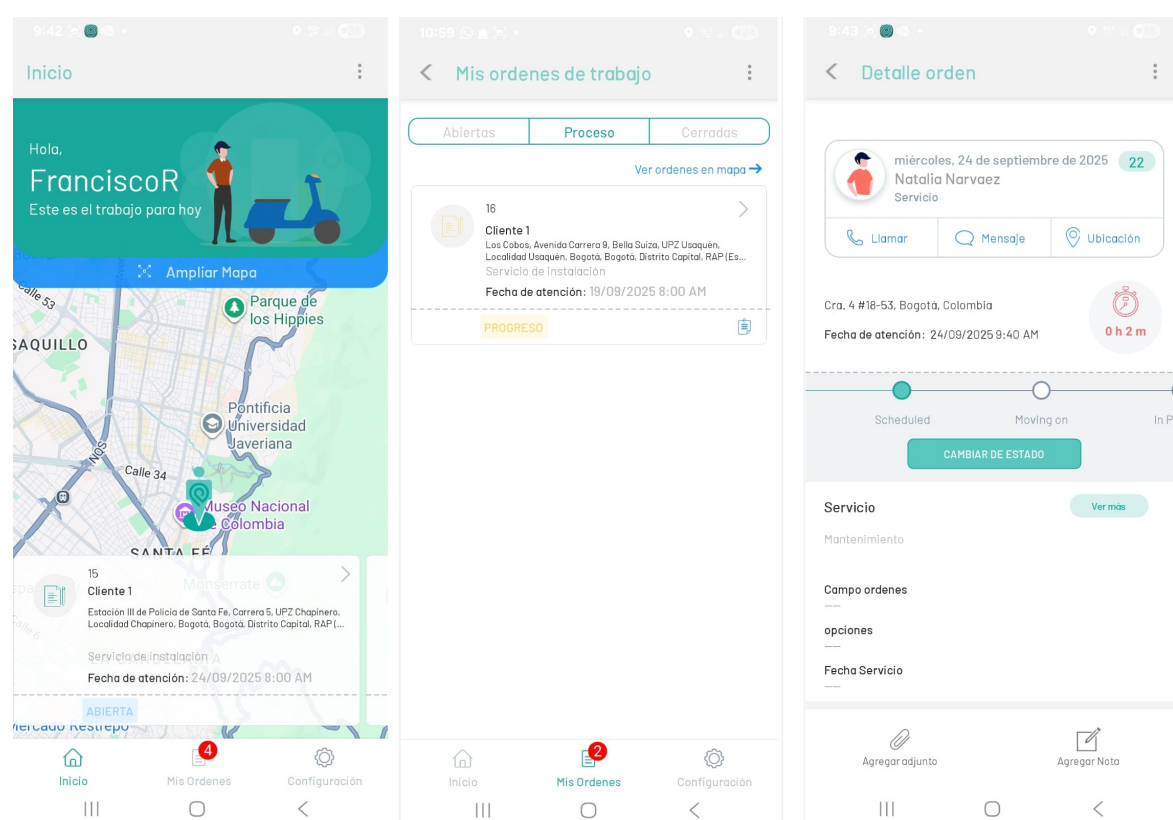 9:42
Inicio
Hola,
FranciscoR
Este es el trabajo para hoy
Ampliar Mapa
Calle 53
Parque de
los Hippies
SAQUILLO
Pontificia
Universidad
Javeriana
NQS
Calle 34
Museo Nacional
de Colombia
SANTA FÉ
Monserrate
15
Cliente 1
Estación III de Policía de Santa Fe, Carrera 5, UPZ Chapinero,
Localidad Chapinero, Bogotá, Bogotá, Distrito Capital, RAP (...
Servicio de Instalación
LA CANDELARIA
Fecha de atención: 24/09/2025 8:00 AM
Calle 6
ABIERTA
Mercado Restrepo
4
Inicio
Mis Ordenes
Configuración
10:59
Mis ordenes de trabajo
Abiertas
Proceso
Cerradas
Ver ordenes en mapa
16
Cliente 1
Los Cobos, Avenida Carrera 9, Bella Suiza, UPZ Usaquén,
Localidad Usaquén, Bogotá, Bogotá, Distrito Capital, RAP (Es...
Servicio de instalación
Fecha de atención: 19/09/2025 8:00 AM
PROGRESO
2
Inicio
Mis Ordenes
Configuración
9:43
Detalle orden
miércoles, 24 de septiembre de 2025
22
Natalia Narvaez
Servicio
Llamar
Mensaje
Ubicación
Cra. 4 #18-53, Bogotá, Colombia
Fecha de atención: 24/09/2025 9:40 AM
0 h 2 m
Scheduled
Moving on
In P
CAMBIAR DE ESTADO
Servicio
Ver más
Mantenimiento
Campo ordenes
---
opciones
---
Fecha Servicio
---
Agregar adjunto
Agregar Nota